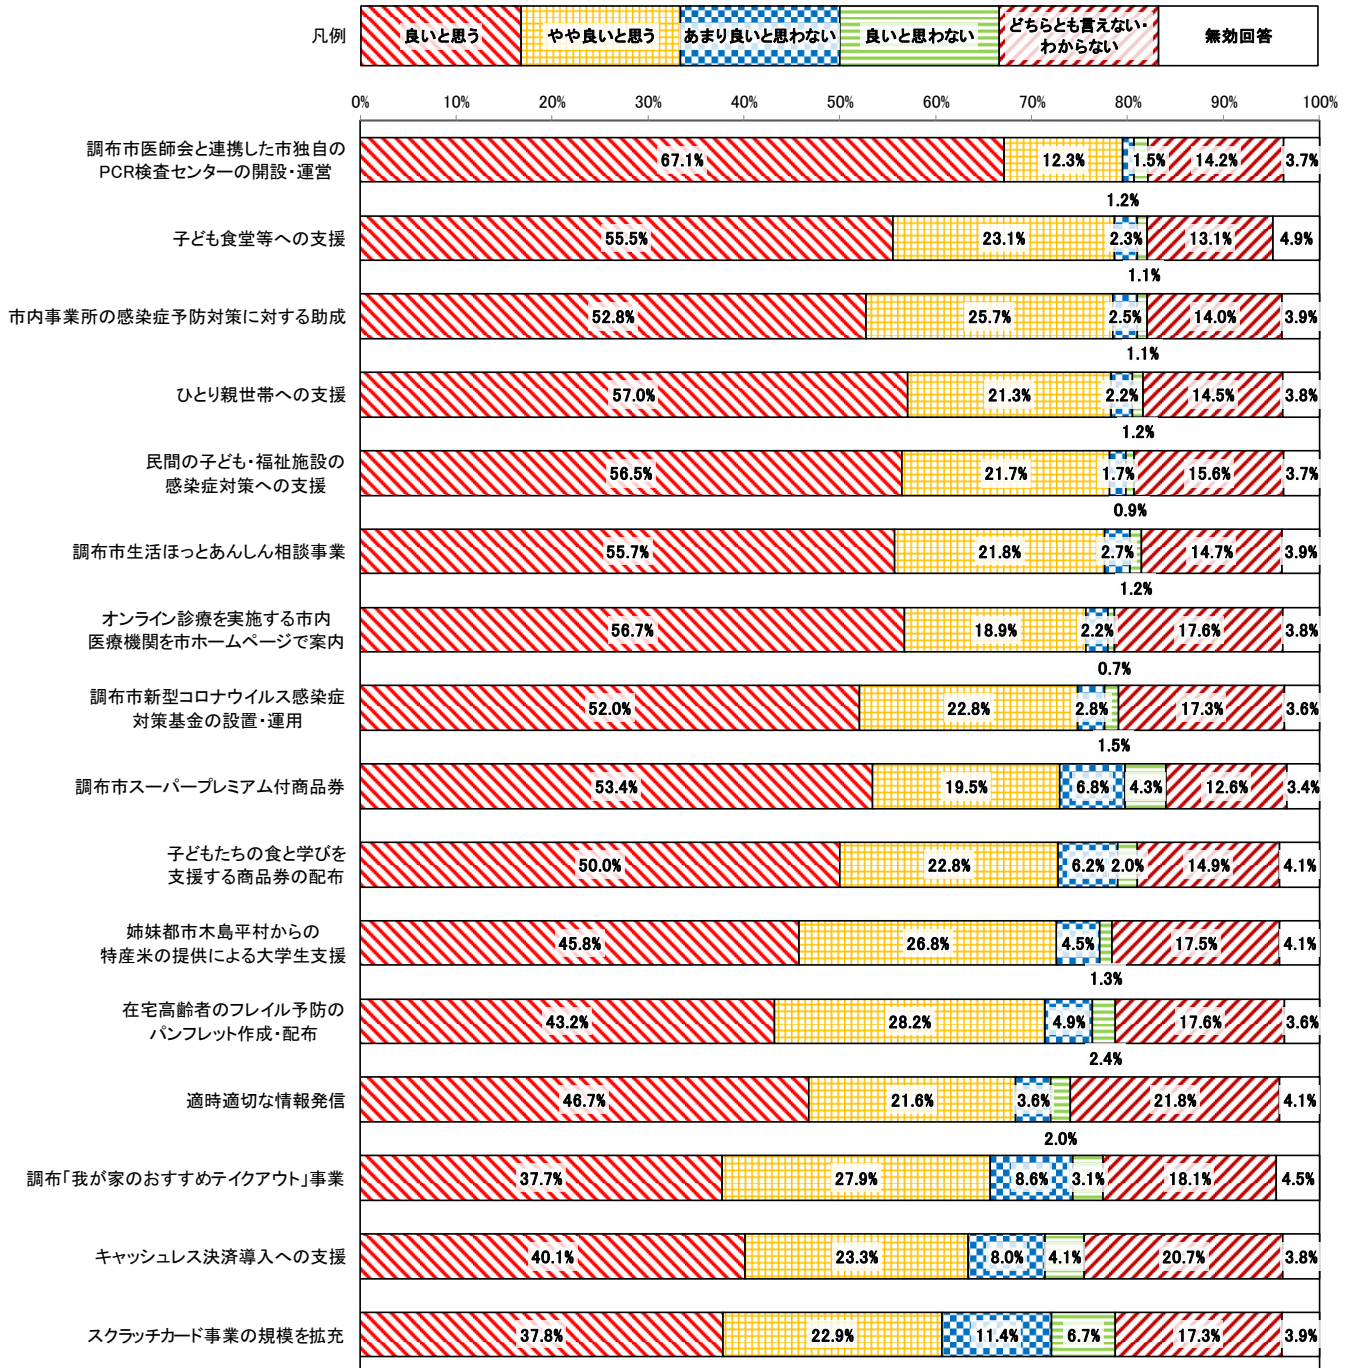 凡例
良いと思う
やや良いと思う
あまり良いと思わない
良いと思わない
どちらとも言えない・
わからない
無効回答
0% 10% 20% 30% 40% 50% 60% 70% 80% 90% 100%
調布市医師会と連携した市独自の
PCR検査センターの開設・運営
67.1% 12.3% 1.5% 14.2% 3.7%
1.2%
子ども食堂等への支援
55.5% 23.1% 2.3% 13.1% 4.9%
1.1%
市内事業所の感染症予防対策に対する助成
52.8% 25.7% 2.5% 14.0% 3.9%
1.1%
ひとり親世帯への支援
57.0% 21.3% 2.2% 14.5% 3.8%
1.2%
民間の子ども・福祉施設の
感染症対策への支援
56.5% 21.7% 1.7% 15.6% 3.7%
0.9%
調布市生活ほっとあんしん相談事業
55.7% 21.8% 2.7% 14.7% 3.9%
1.2%
オンライン診療を実施する市内
医療機関を市ホームページで案内
56.7% 18.9% 2.2% 17.6% 3.8%
0.7%
調布市新型コロナウイルス感染症
対策基金の設置・運用
52.0% 22.8% 2.8% 17.3% 3.6%
1.5%
調布市スーパープレミアム付商品券
53.4% 19.5% 6.8% 4.3% 12.6% 3.4%
子どもたちの食と学びを
支援する商品券の配布
50.0% 22.8% 6.2% 2.0% 14.9% 4.1%
姉妹都市木島平村からの
特産米の提供による大学生支援
45.8% 26.8% 4.5% 17.5% 4.1%
1.3%
在宅高齢者のフレイル予防の
パンフレット作成・配布
43.2% 28.2% 4.9% 17.6% 3.6%
2.4%
適時適切な情報発信
46.7% 21.6% 3.6% 21.8% 4.1%
2.0%
調布「我が家のおすすめテイクアウト」事業
37.7% 27.9% 8.6% 3.1% 18.1% 4.5%
キャッシュレス決済導入への支援
40.1% 23.3% 8.0% 4.1% 20.7% 3.8%
スクラッチカード事業の規模を拡充
37.8% 22.9% 11.4% 6.7% 17.3% 3.9%